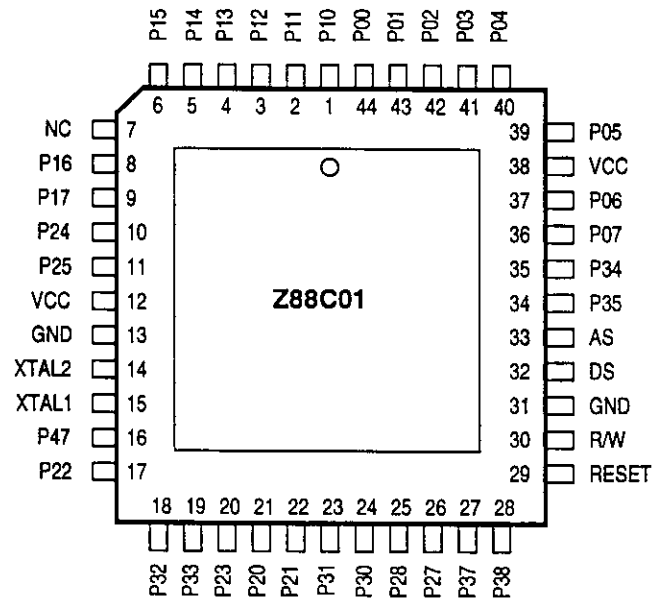 P15 P14 P13 P12 P11 P10 P00 P01 P02 P03 P04
6 5 4 3 2 1 44 43 42 41 40
NC 7 39 P05
P16 8 38 VCC
P17 9 37 P06
P24 10 36 P07
P25 11 35 P34
VCC 12 Z88C01 34 P35
GND 13 33 AS
XTAL2 14 32 DS
XTAL1 15 31 GND
P47 16 30 R/W
P22 17 29 RESET
18 19 20 21 22 23 24 25 26 27 28
P32 P33 P23 P20 P21 P31 P30 P28 P27 P37 P38